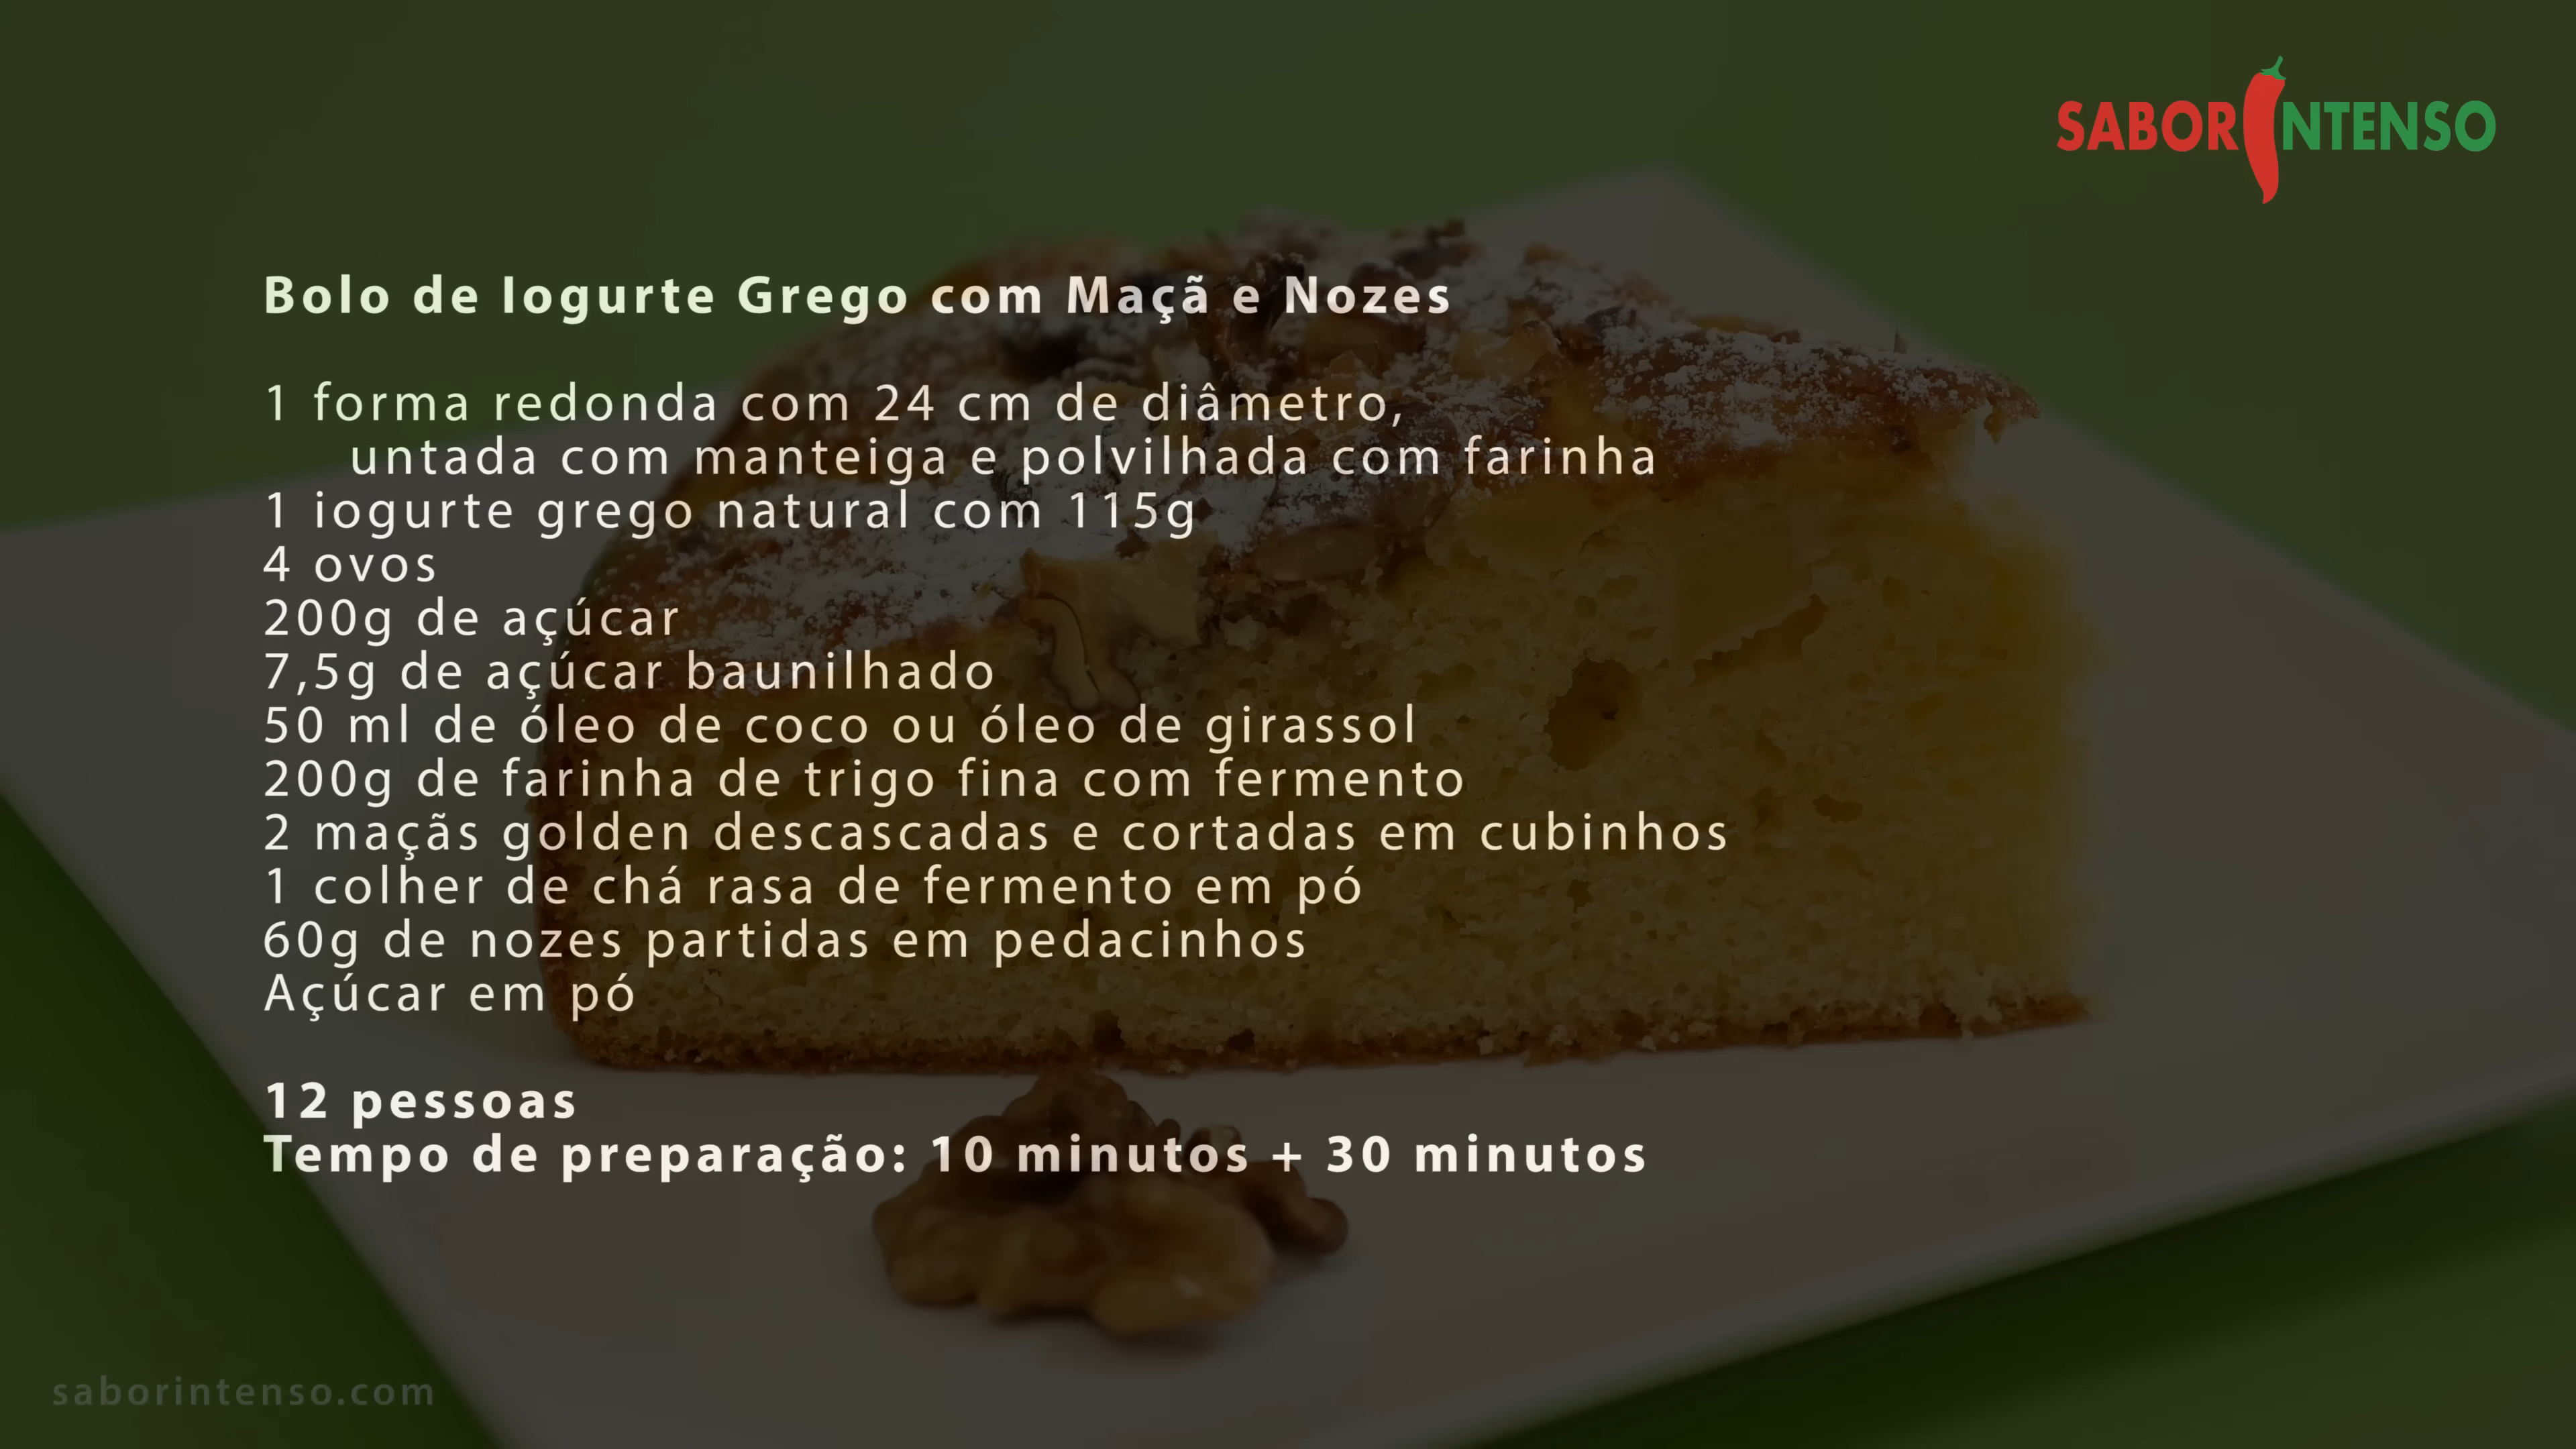 SABORINTENSO
Bolo de Iogurte Grego com Maçã e Nozes
1 forma redonda com 24 cm de diâmetro,
untada com manteiga e polvilhada com farinha
1 iogurte grego natural com 115g
4 ovos
200g de açúcar
7,5g de açúcar baunilhado
50 ml de óleo de coco ou óleo de girassol
200g de farinha de trigo fina com fermento
2 maçãs golden descascadas e cortadas em cubinhos
1 colher de chá rasa de fermento em pó
60g de nozes partidas em pedacinhos
Açúcar em pó
12 pessoas
Tempo de preparação: 10 minutos + 30 minutos
saborintenso.com